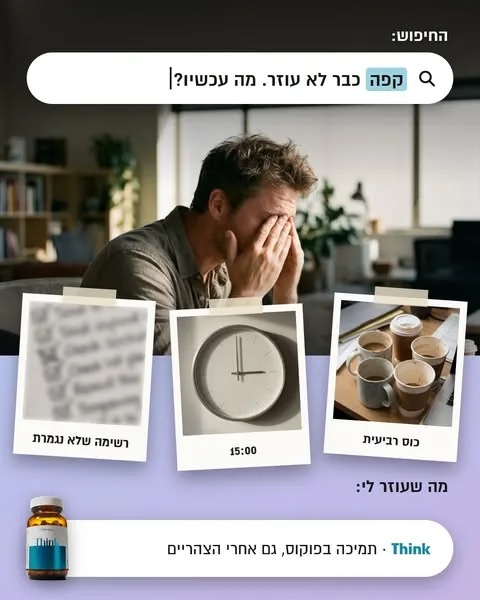 החיפוש:
קפה כבר לא עוזר. מה עכשיו?
כוס רביעית
15:00
רשימה שלא נגמרת
מה שעוזר לי:
Think · תמיכה בפוקוס, גם אחרי הצהריים
Think